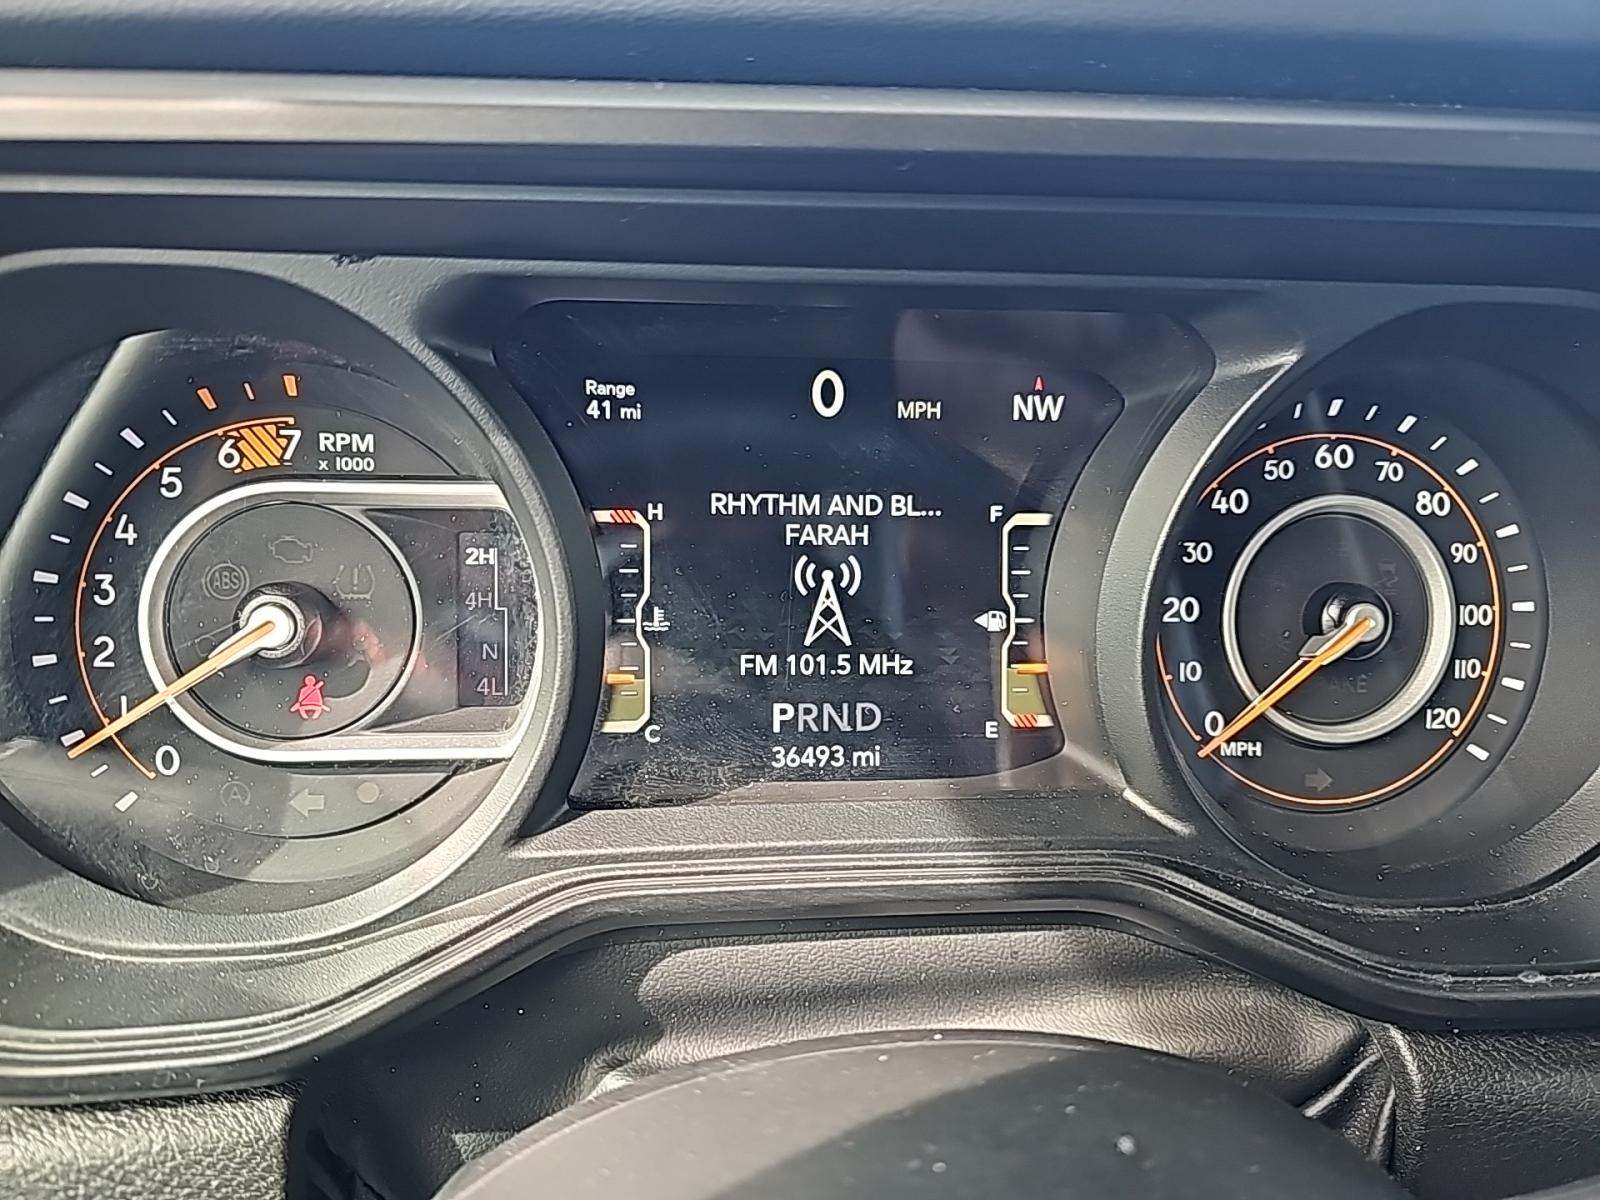 Range
41 mi
0 MPH
NW
RPM
x 1000
0
1
2
3
4
5
6
7
ABS
2H
4H
N
4L
H
C
RHYTHM AND BL...
FARAH
FM 101.5 MHz
PRND
36493 mi
F
E
0
10
20
30
40
50
60
70
80
90
100
110
120
MPH